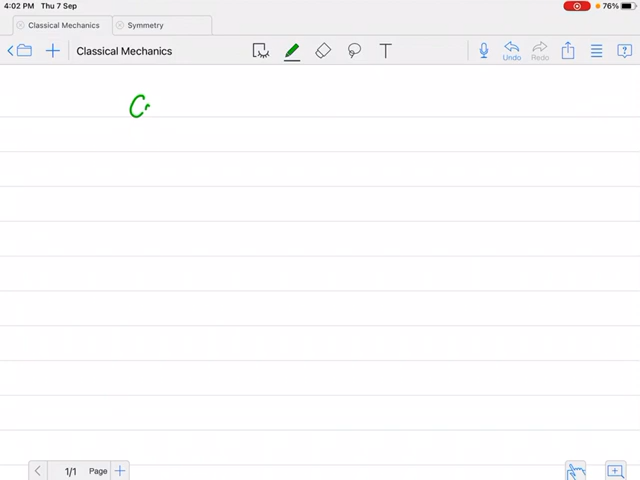 4:02 PM Thu 7 Sep 76%
Classical Mechanics Symmetry
Classical Mechanics T Undo Redo ?
1/1 Page